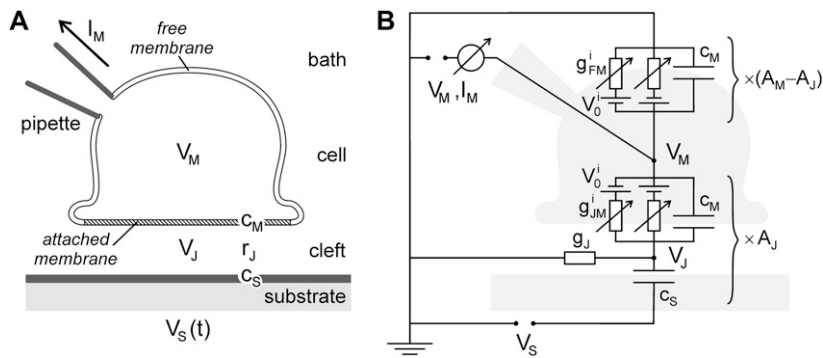 A
I_M
free
membrane
bath
pipette
V_M
cell
attached
membrane
c_M
V_J
r_J
cleft
c_S
substrate
V_S(t)
B
g^i_FM
c_M
V_M , I_M
V^i_0
×(A_M–A_J)
V_M
V^i_0
g^i_JM
c_M
×A_J
g_J
V_J
c_S
V_S